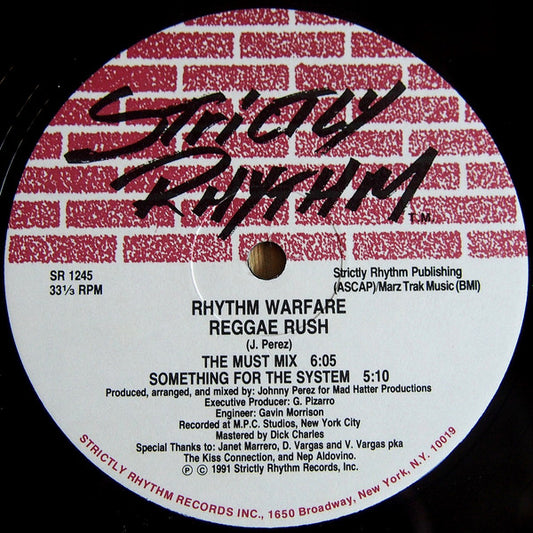 STRICTLY
RHYTHM T.M.
SR 1245
33⅓ RPM
Strictly Rhythm Publishing
(ASCAP)/Marz Trak Music (BMI)
RHYTHM WARFARE
REGGAE RUSH
(J. Perez)
THE MUST MIX 6:05
SOMETHING FOR THE SYSTEM 5:10
Produced, arranged, and mixed by: Johnny Perez for Mad Hatter Productions
Executive Producer: G. Pizarro
Engineer: Gavin Morrison
Recorded at M.P.C. Studios, New York City
Mastered by Dick Charles
Special Thanks to: Janet Marrero, D. Vargas and V. Vargas pka
The Kiss Connection, and Nep Aldovino.
Ⓟ © 1991 Strictly Rhythm Records, Inc.
STRICTLY RHYTHM RECORDS INC., 1650 Broadway, New York, N.Y. 10019